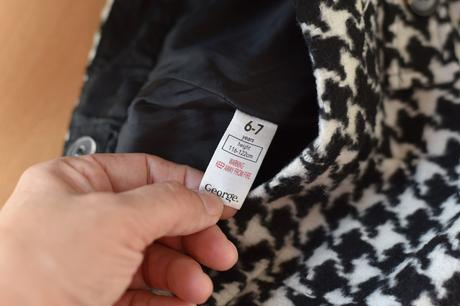 6-7
years
height
116-122cm
WARNING
KEEP AWAY FROM FIRE
George.